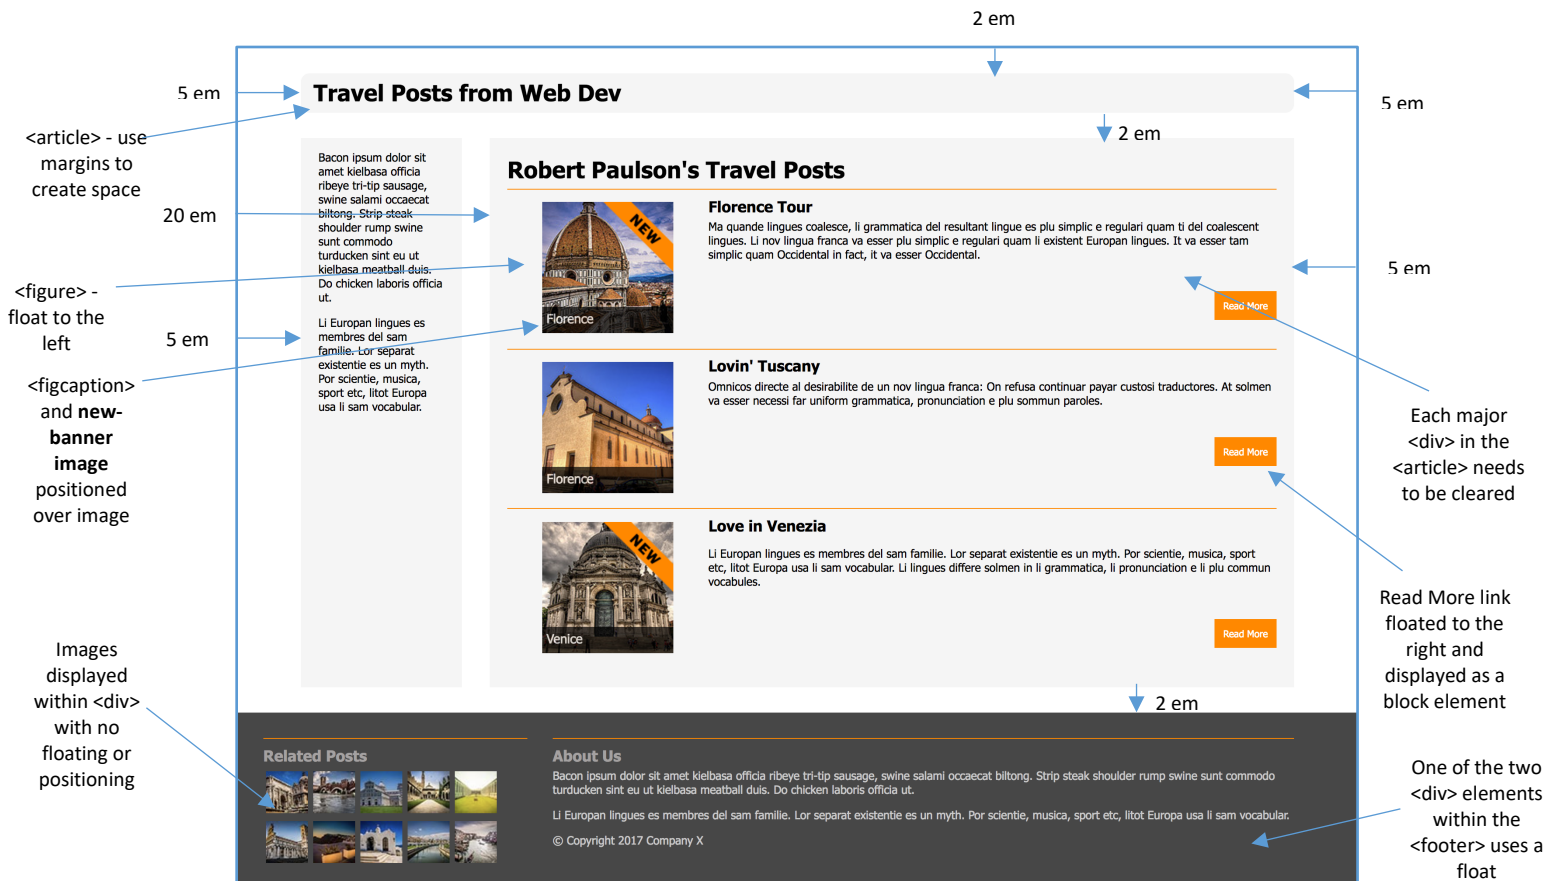 2 em
5 em
Travel Posts from Web Dev
5 em
<article> - use
margins to
create space
2 em
Bacon ipsum dolor sit
amet kielbasa officia
ribeye tri-tip sausage,
swine salami occaecat
biltong. Strip steak
shoulder rump swine
sunt commodo
turducken sint eu ut
kielbasa meatball duis.
Do chicken laboris officia
ut.
Li Europan lingues es
membres del sam
familie. Lor separat
existentie es un myth.
Por scientie, musica,
sport etc, litot Europa
usa li sam vocabular.
20 em
5 em
Robert Paulson's Travel Posts
NEW
Florence
Florence Tour
Ma quande lingues coalesce, li grammatica del resultant lingue es plu simplic e regulari quam ti del coalescent
lingues. Li nov lingua franca va esser plu simplic e regulari quam li existent Europan lingues. It va esser tam
simplic quam Occidental in fact, it va esser Occidental.
Read More
5 em
<figure> -
float to the
left
<figcaption>
and new-
banner
image
positioned
over image
Florence
Lovin' Tuscany
Omnicos directe al desirabilite de un nov lingua franca: On refusa continuar payar custosi traductores. At solmen
va esser necessi far uniform grammatica, pronunciation e plu sommun paroles.
Read More
Each major
<div> in the
<article> needs
to be cleared
NEW
Venice
Love in Venezia
Li Europan lingues es membres del sam familie. Lor separat existentie es un myth. Por scientie, musica, sport
etc, litot Europa usa li sam vocabular. Li lingues differe solmen in li grammatica, li pronunciation e li plu commun
vocabules.
Read More
Read More link
floated to the
right and
displayed as a
block element
Images
displayed
within <div>
with no
floating or
positioning
2 em
Related Posts
About Us
Bacon ipsum dolor sit amet kielbasa officia ribeye tri-tip sausage, swine salami occaecat biltong. Strip steak shoulder rump swine sunt commodo
turducken sint eu ut kielbasa meatball duis. Do chicken laboris officia ut.
Li Europan lingues es membres del sam familie. Lor separat existentie es un myth. Por scientie, musica, sport etc, litot Europa usa li sam vocabular.
© Copyright 2017 Company X
One of the two
<div> elements
within the
<footer> uses a
float